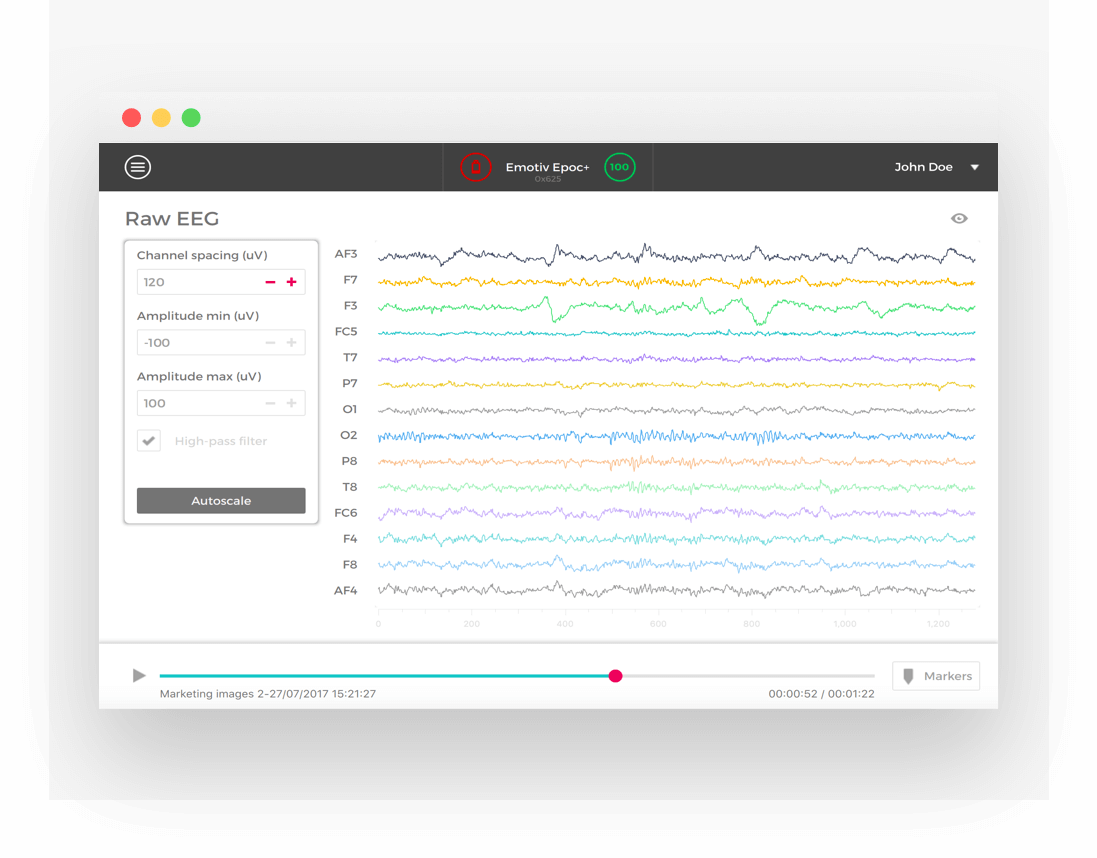 Emotiv Epoc+
0x625
100
John Doe
Raw EEG
Channel spacing (uV)
120
Amplitude min (uV)
-100
Amplitude max (uV)
100
High-pass filter
Autoscale
AF3
F7
F3
FC5
T7
P7
O1
O2
P8
T8
FC6
F4
F8
AF4
0 200 400 600 800 1,000 1,200
Marketing images 2-27/07/2017 15:21:27
00:00:52 / 00:01:22
Markers